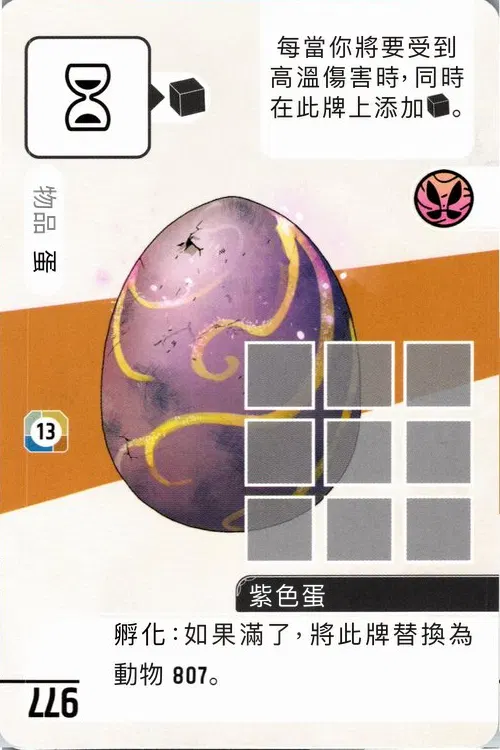 每當你將要受到
高溫傷害時，同時
在此牌上添加。
物品 蛋
13
紫色蛋
孵化：如果滿了，將此牌替換為
動物 807。
977